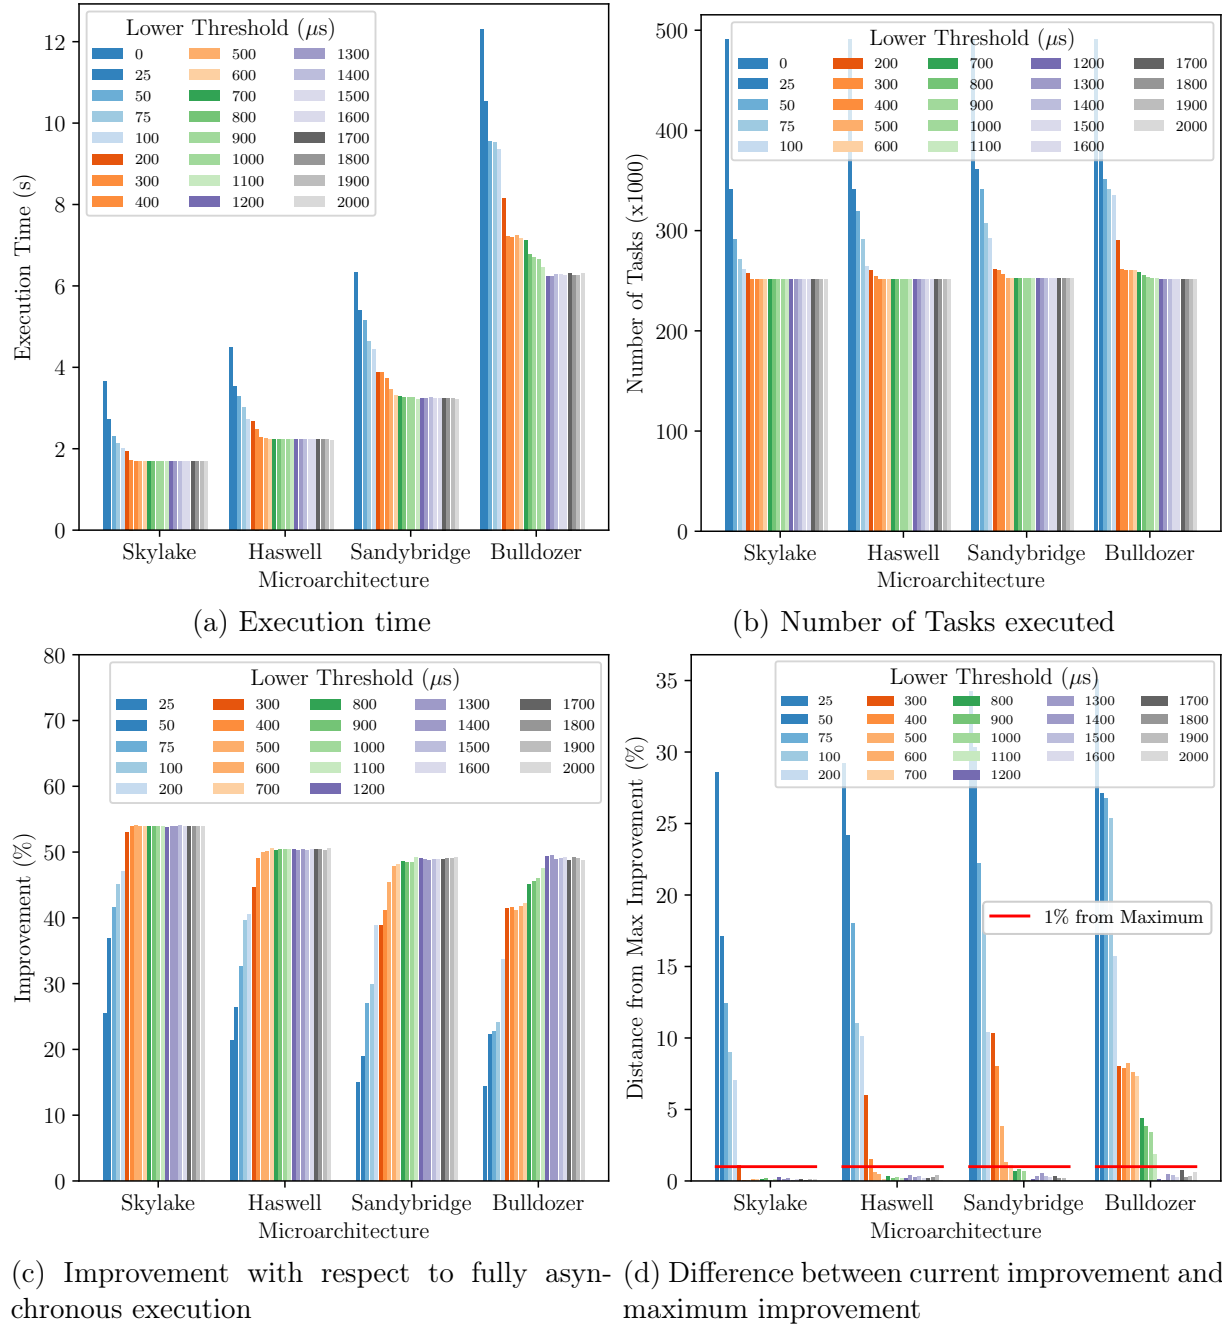 Lower Threshold (μs)
0 500 1300
25 600 1400
50 700 1500
75 800 1600
100 900 1700
200 1000 1800
300 1100 1900
400 1200 2000
12
10
8
6
4
2
0
Execution Time (s)
Skylake Haswell Sandybridge Bulldozer
Microarchitecture
(a) Execution time
Lower Threshold (μs)
0 200 700 1200 1700
25 300 800 1300 1800
50 400 900 1400 1900
75 500 1000 1500 2000
100 600 1100 1600
500
400
300
200
100
0
Number of Tasks (x1000)
Skylake Haswell Sandybridge Bulldozer
Microarchitecture
(b) Number of Tasks executed
Lower Threshold (μs)
25 300 800 1300 1700
50 400 900 1400 1800
75 500 1000 1500 1900
100 600 1100 1600 2000
200 700 1200
80
70
60
50
40
30
20
10
0
Improvement (%)
Skylake Haswell Sandybridge Bulldozer
Microarchitecture
(c) Improvement with respect to fully asyn-
chronous execution
Lower Threshold (μs)
25 300 800 1300 1700
50 400 900 1400 1800
75 500 1000 1500 1900
100 600 1100 1600 2000
200 700 1200
35
30
25
20
15
10
5
0
Distance from Max Improvement (%)
1% from Maximum
Skylake Haswell Sandybridge Bulldozer
Microarchitecture
(d) Difference between current improvement and
maximum improvement